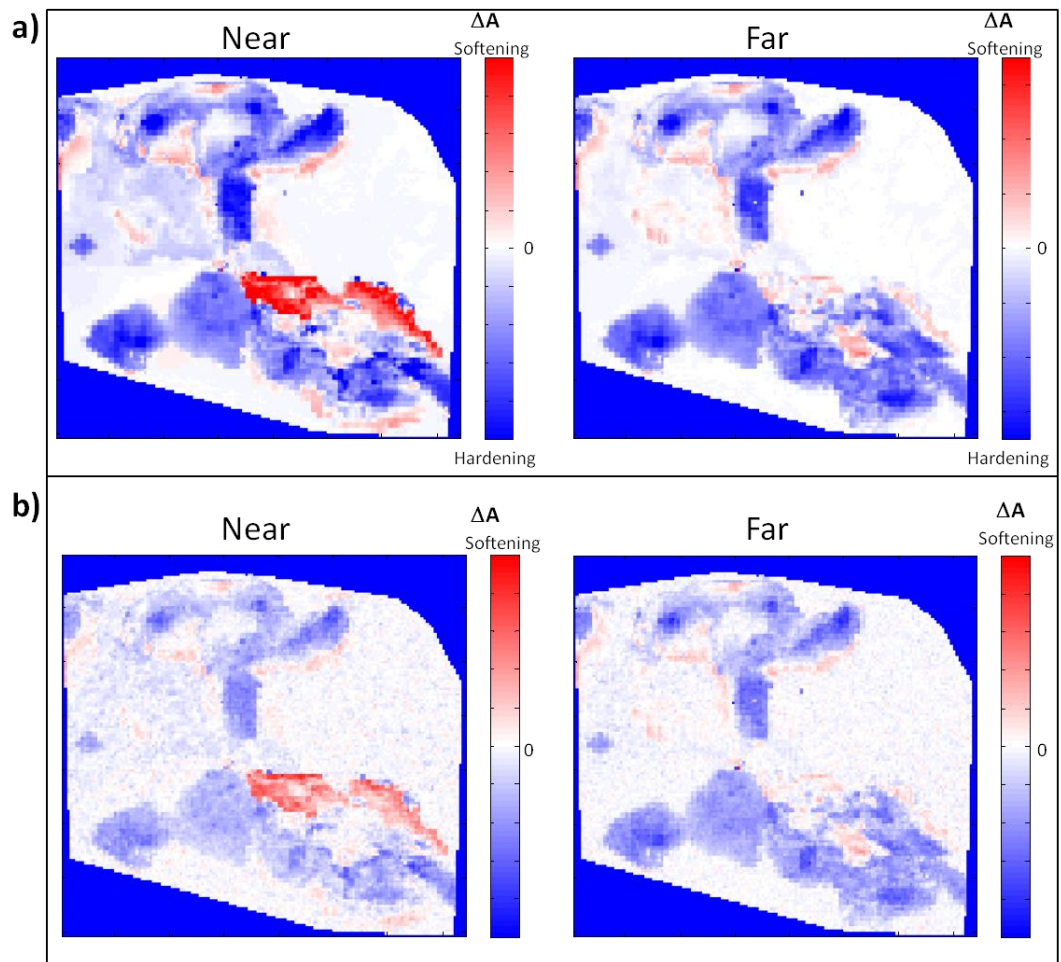 a)
Near
ΔA
Softening
0
Hardening
Far
ΔA
Softening
0
Hardening
b)
Near
ΔA
Softening
0
Far
ΔA
Softening
0